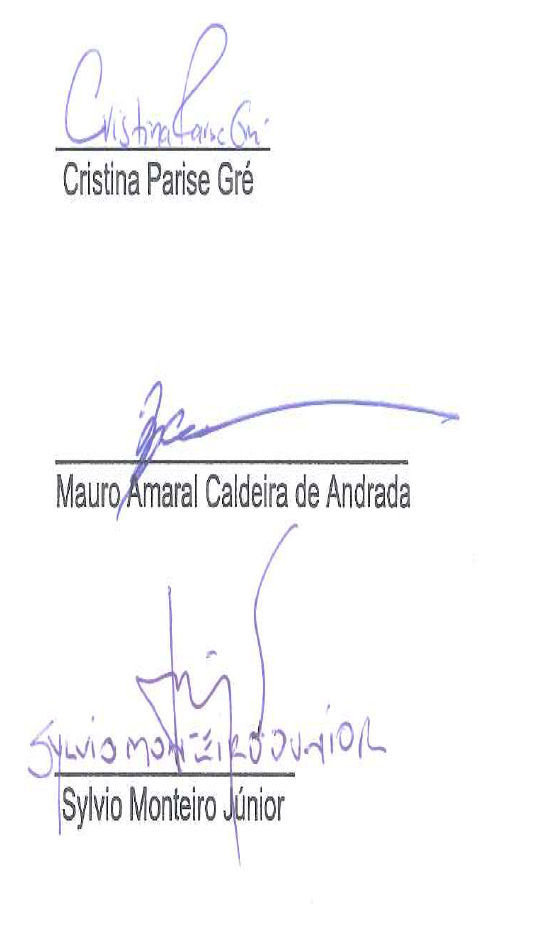 Cristina Parise Gré
Cristina Parise Gré
Mauro Amaral Caldeira de Andrada
SYLVIO MONTEIRO JUNIOR
Sylvio Monteiro Júnior